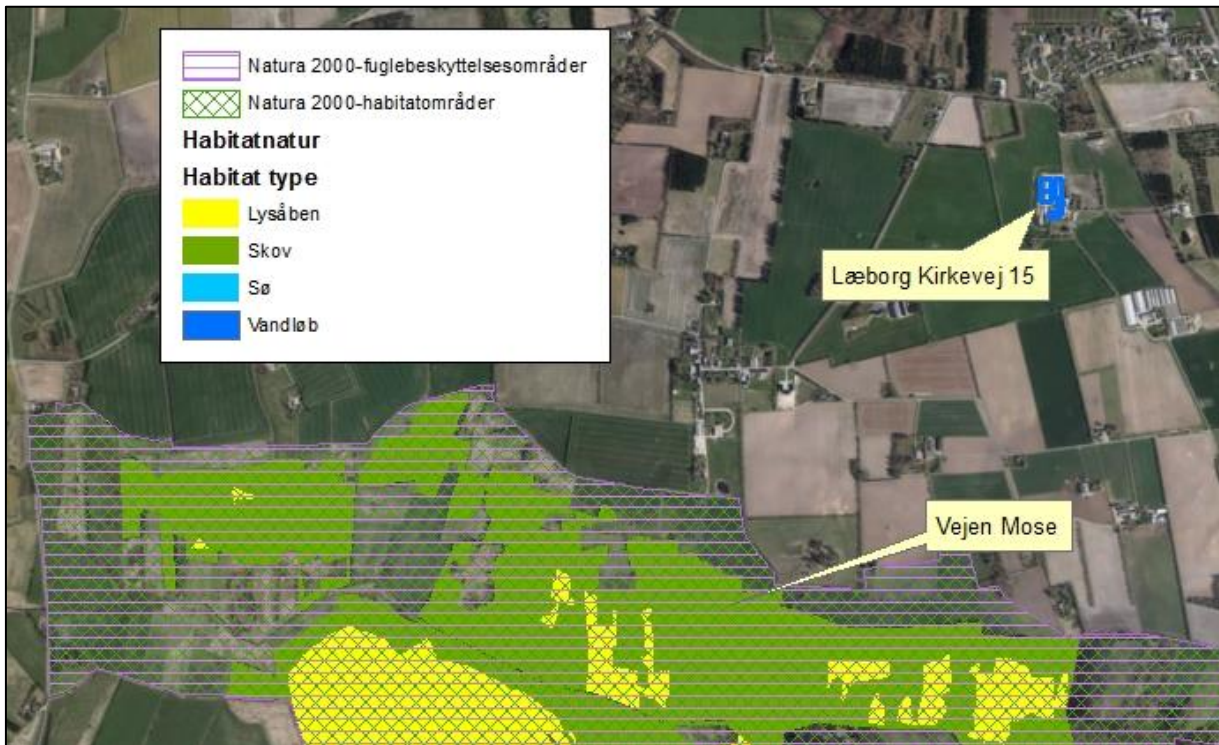 Natura 2000-fuglebeskyttelsesområder
Natura 2000-habitatområder
Habitatnatur
Habitat type
Lysåben
Skov
Sø
Vandløb
Læborg Kirkevej 15
Vejen Mose